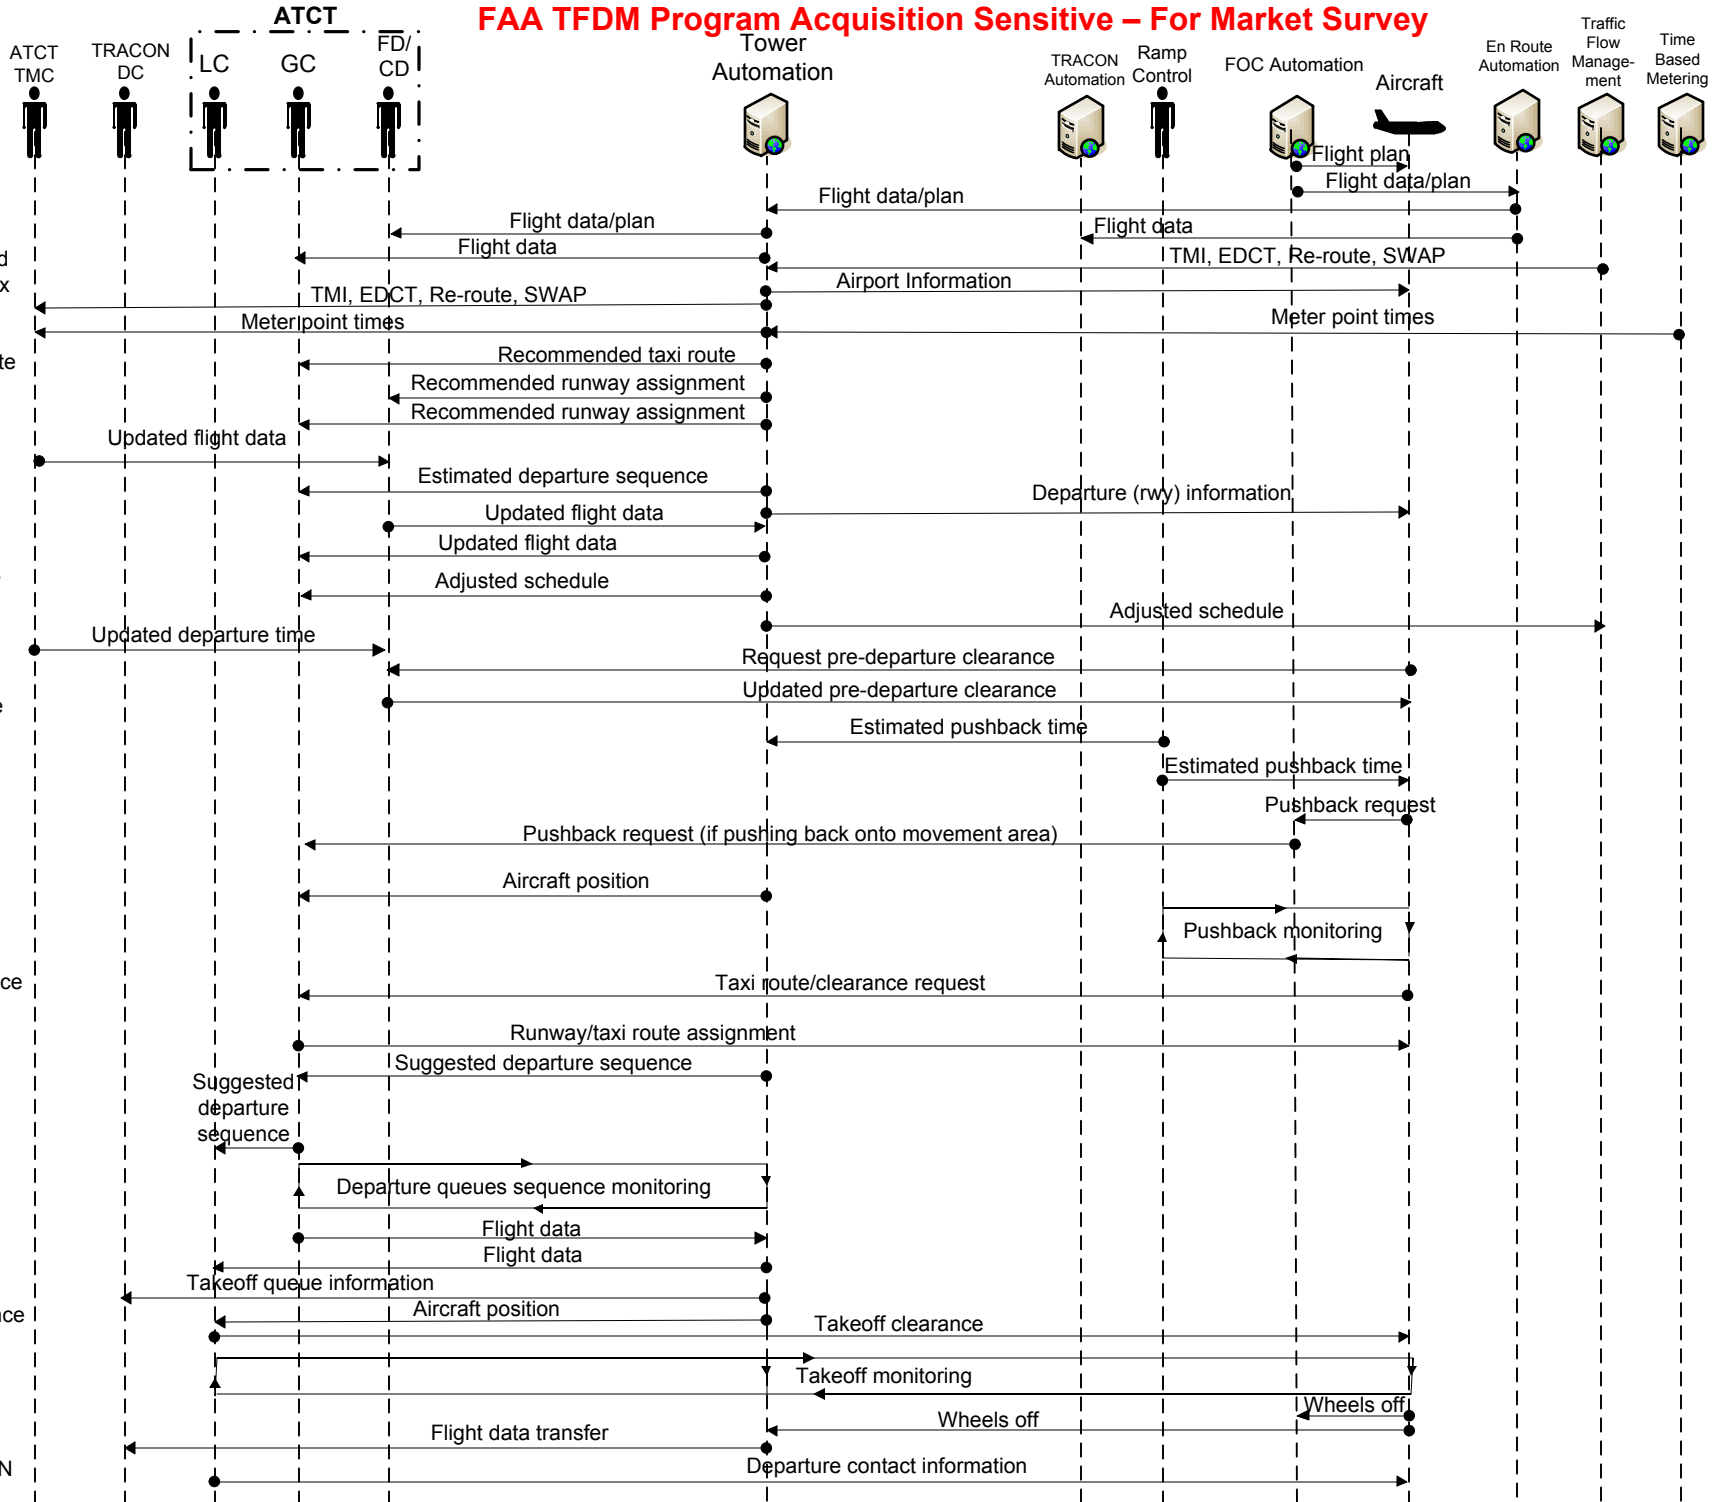 FAA TFDM Program Acquisition Sensitive – For Market Survey
ATCT
ATCT
TMC
TRACON
DC
LC
GC
FD/
CD
Tower
Automation
TRACON
Automation
Ramp
Control
FOC Automation
Aircraft
En Route
Automation
Traffic
Flow
Manage-
ment
Time
Based
Metering
Flight plan
Flight data/plan
Flight data/plan
Flight data/plan
Flight data
Flight data
d
TMI, EDCT, Re-route, SWAP
x
Airport Information
TMI, EDCT, Re-route, SWAP
Meter point times
Meter point times
te
Recommended taxi route
Recommended runway assignment
Recommended runway assignment
Updated flight data
Estimated departure sequence
Departure (rwy) information
Updated flight data
Updated flight data
Adjusted schedule
Adjusted schedule
Updated departure time
Request pre-departure clearance
Updated pre-departure clearance
e
Estimated pushback time
Estimated pushback time
Pushback request
Pushback request (if pushing back onto movement area)
Aircraft position
Pushback monitoring
ce
Taxi route/clearance request
Runway/taxi route assignment
Suggested departure sequence
Suggested
departure
sequence
Departure queues sequence monitoring
Flight data
Flight data
Takeoff queue information
Aircraft position
nce
Takeoff clearance
Takeoff monitoring
Wheels off
Wheels off
Flight data transfer
N
Departure contact information